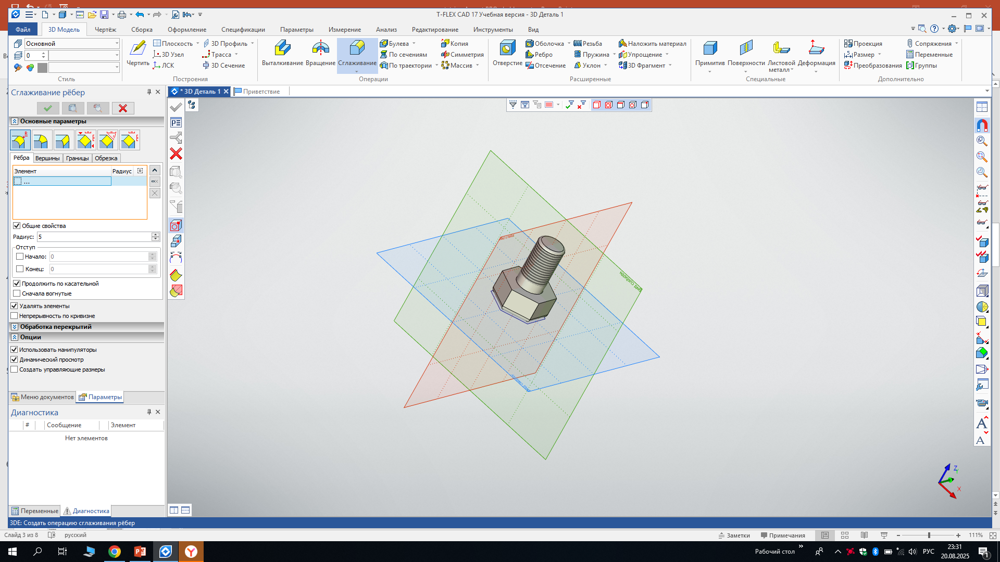 T-FLEX CAD 17 Учебная версия - 3D Деталь 1
Файл
3D Модель
Чертёж
Сборка
Оформление
Спецификации
Параметры
Измерение
Анализ
Редактирование
Инструменты
Вид
Основной
0
Стиль
Чертить
Плоскость
3D Узел
ЛСК
3D Профиль
Трасса
3D Сечение
Построения
Выталкивание
Вращение
Сглаживание
Булева
По сечениям
По траектории
Копия
Симметрия
Массив
Операции
Отверстие
Оболочка
Ребро
Отсечение
Резьба
Пружина
Уклон
Наложить материал
Упрощение
3D Фрагмент
Расширенные
Примитив
Поверхности
Листовой металл
Деформация
Специальные
Проекция
Размер
Преобразования
Сопряжения
Переменные
Группы
Дополнительно
Сглаживание рёбер
* 3D Деталь 1
Приветствие
Основные параметры
Рёбра
Вершины
Границы
Обрезка
Элемент
Радиус
...
Общие свойства
Радиус:
5
Отступ
Начало:
0
Конец:
0
Продолжить по касательной
Сначала вогнутые
Удалять элементы
Непрерывность по кривизне
Обработка перекрытий
Опции
Использовать манипуляторы
Динамический просмотр
Создать управляющие размеры
Меню документов
Параметры
Диагностика
#
Сообщение
Элемент
Нет элементов
Переменные
Диагностика
Z
X
3DE: Создать операцию сглаживания рёбер
Слайд 3 из 8
русский
Заметки
Примечания
111%
Рабочий стол
РУС
23:31
20.08.2025
1